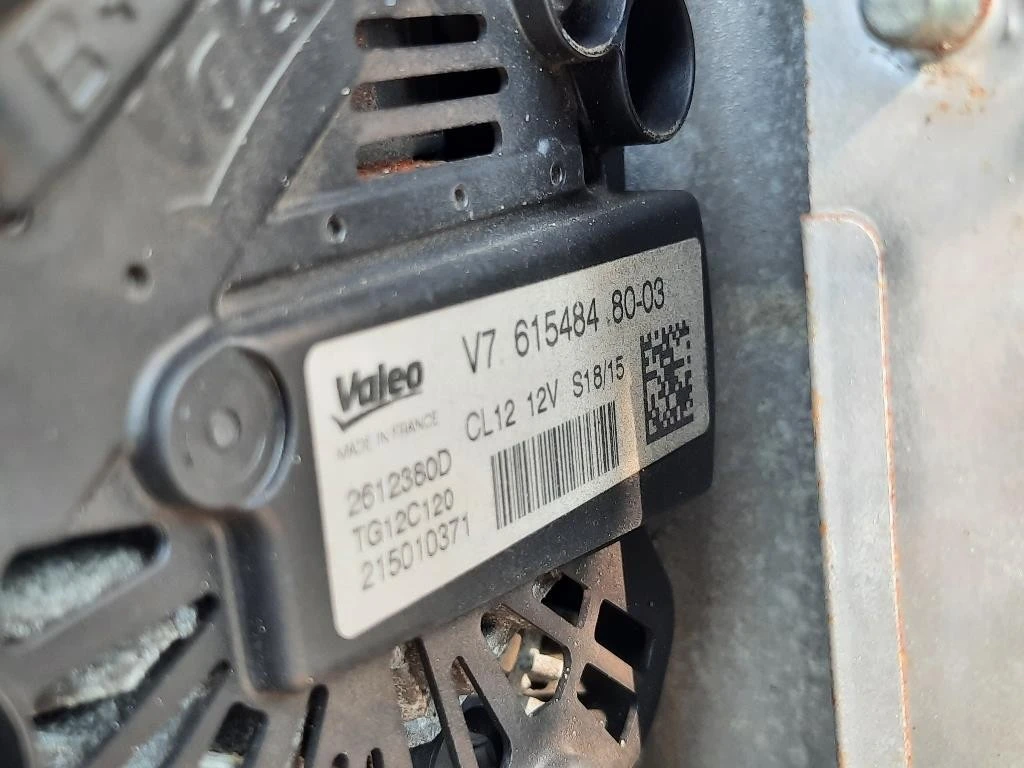 Valeo
MADE IN FRANCE
V7 615484 80-03
CL12 12V S18/15
2612380D
TG12C120
215010371